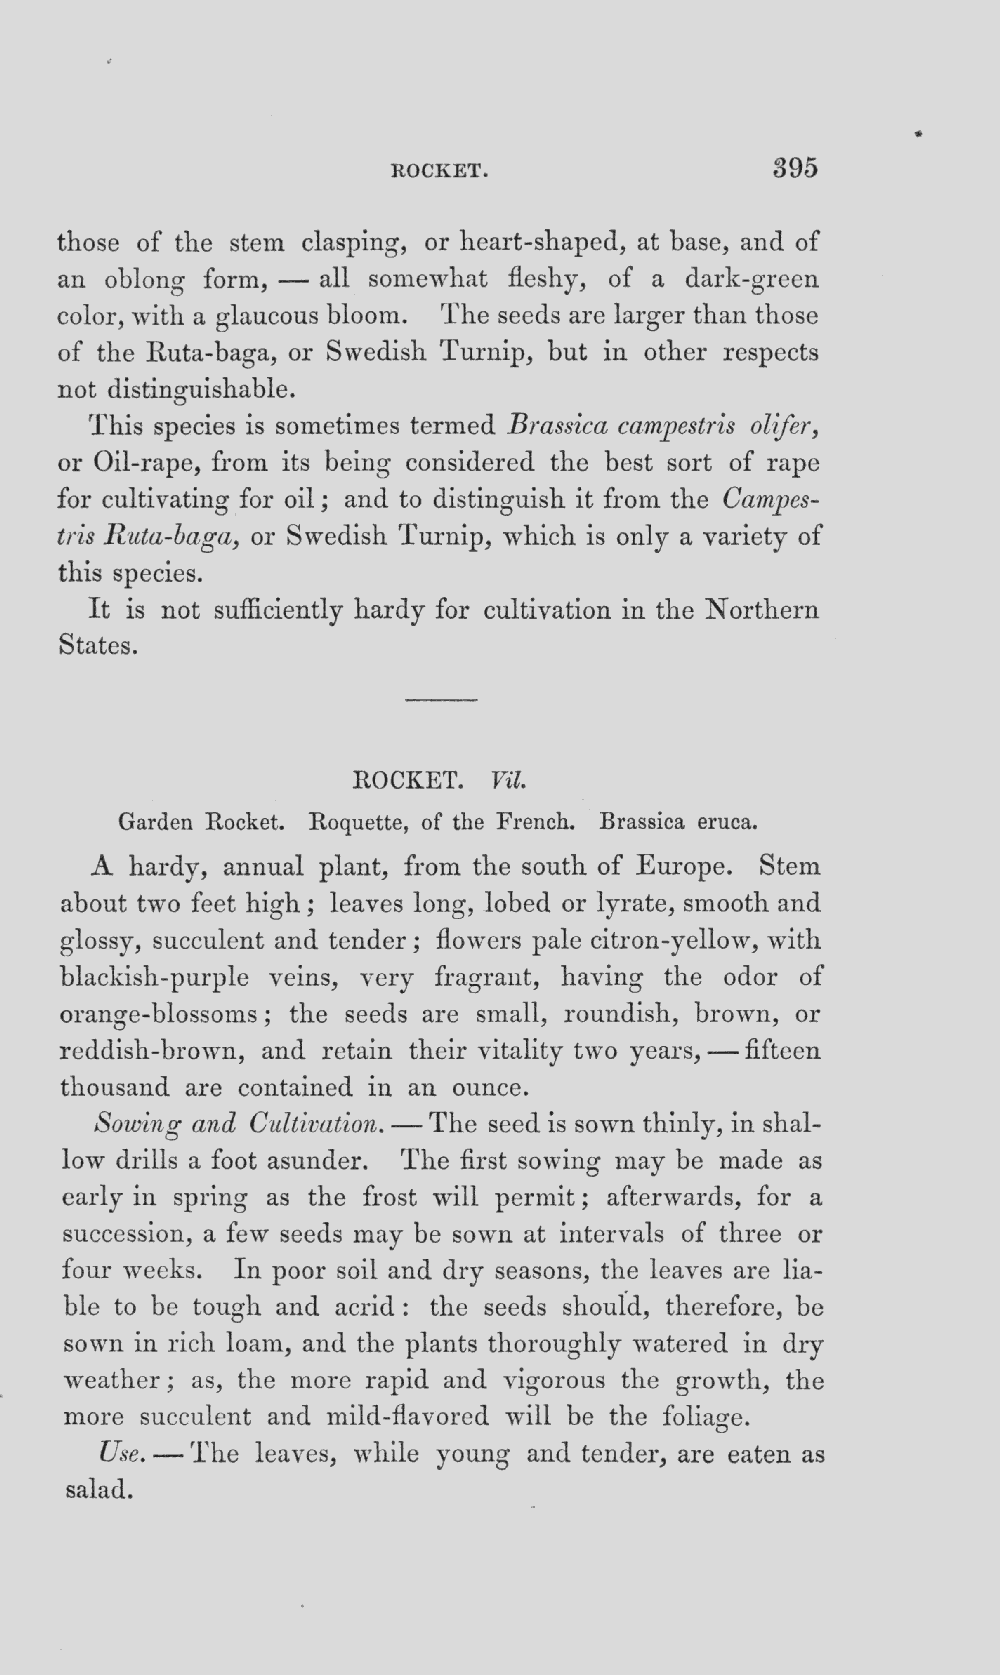 ROCKET. 395
those of the stem clasping, or heart-shaped, at base, and of
an oblong form, — all somewhat fleshy, of a dark-green
color, with a glaucous bloom. The seeds are larger than those
of the Ruta-baga, or Swedish Turnip, but in other respects
not distinguishable.
This species is sometimes termed Brassica campestris olifer,
or Oil-rape, from its being considered the best sort of rape
for cultivating for oil; and to distinguish it from the Campes-
tris Ruta-baga, or Swedish Turnip, which is only a variety of
this species.
It is not sufficiently hardy for cultivation in the Northern
States.
ROCKET. Vil.
Garden Rocket. Roquette, of the French. Brassica eruca.
A hardy, annual plant, from the south of Europe. Stem
about two feet high; leaves long, lobed or lyrate, smooth and
glossy, succulent and tender; flowers pale citron-yellow, with
blackish-purple veins, very fragrant, having the odor of
orange-blossoms; the seeds are small, roundish, brown, or
reddish-brown, and retain their vitality two years, — fifteen
thousand are contained in an ounce.
Sowing and Cultivation. — The seed is sown thinly, in shal-
low drills a foot asunder. The first sowing may be made as
early in spring as the frost will permit; afterwards, for a
succession, a few seeds may be sown at intervals of three or
four weeks. In poor soil and dry seasons, the leaves are lia-
ble to be tough and acrid: the seeds should, therefore, be
sown in rich loam, and the plants thoroughly watered in dry
weather; as, the more rapid and vigorous the growth, the
more succulent and mild-flavored will be the foliage.
Use. — The leaves, while young and tender, are eaten as
salad.